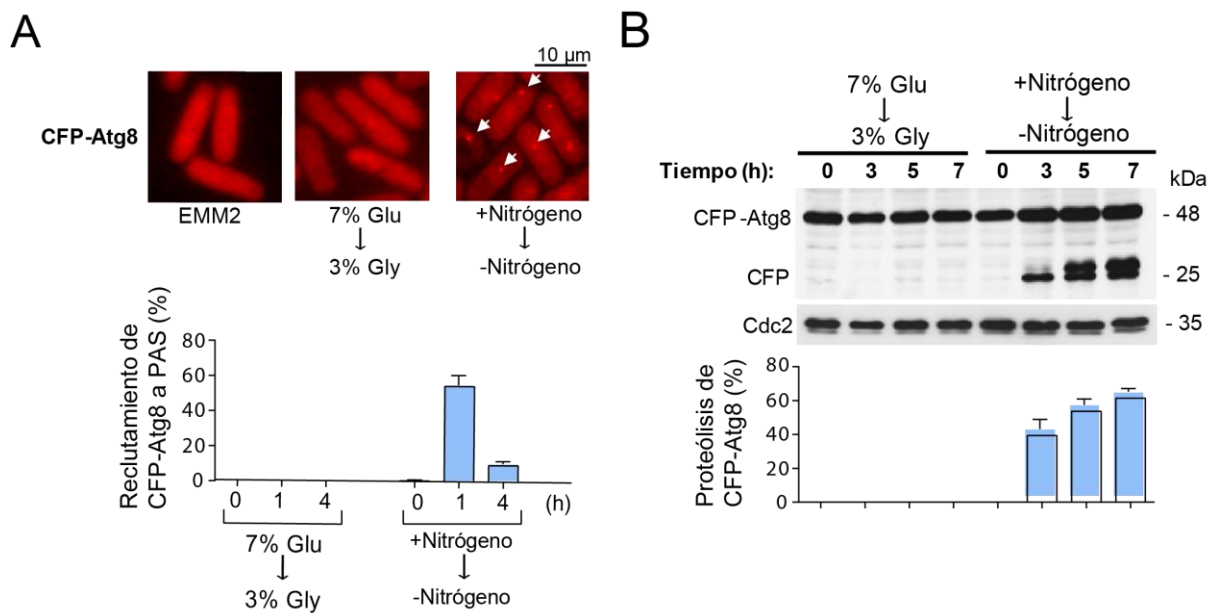 A
10 µm
CFP-Atg8
EMM2
7% Glu
3% Gly
+Nitrógeno
-Nitrógeno
Reclutamiento de
CFP-Atg8 a PAS (%)
80
60
40
20
0
0 1 4 0 1 4 (h)
7% Glu +Nitrógeno
3% Gly -Nitrógeno
B
7% Glu +Nitrógeno
3% Gly -Nitrógeno
Tiempo (h): 0 3 5 7 0 3 5 7 kDa
CFP-Atg8 - 48
CFP - 25
Cdc2 - 35
Proteólisis de
CFP-Atg8 (%)
80
60
40
20
0